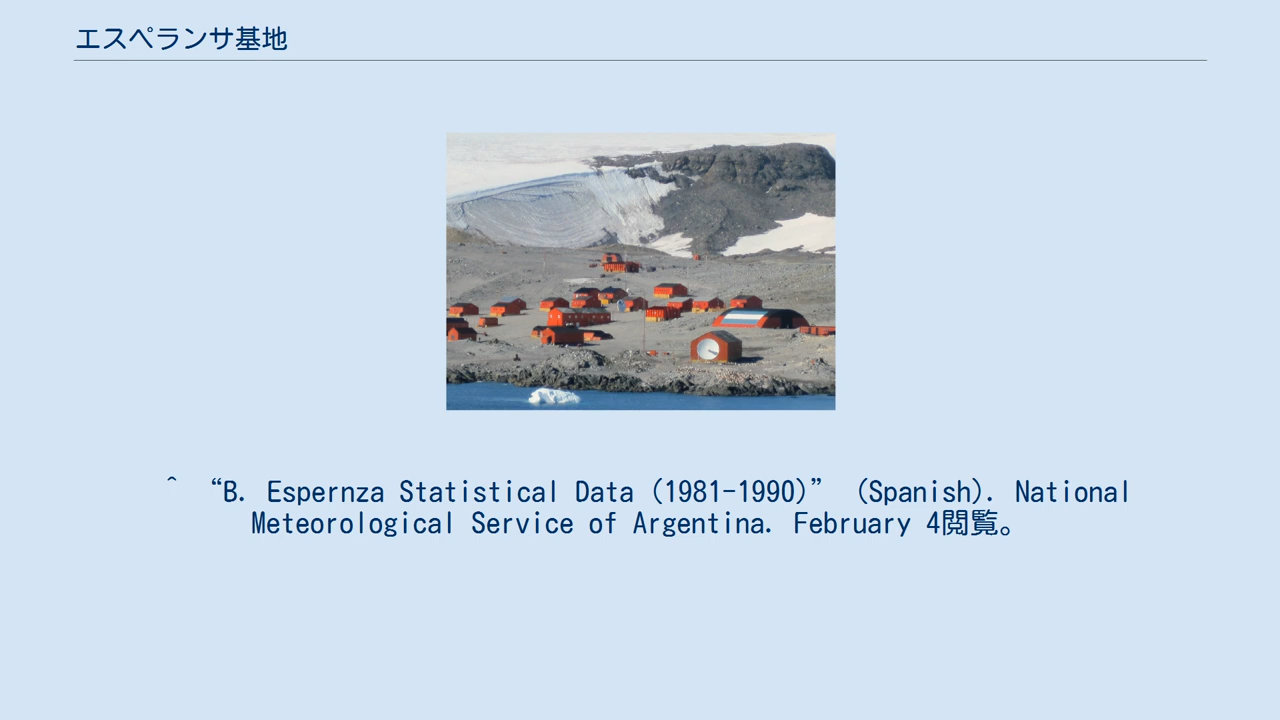 エスペランサ基地
^ “B. Espernza Statistical Data (1981-1990)” (Spanish). National
Meteorological Service of Argentina. February 4閲覧。